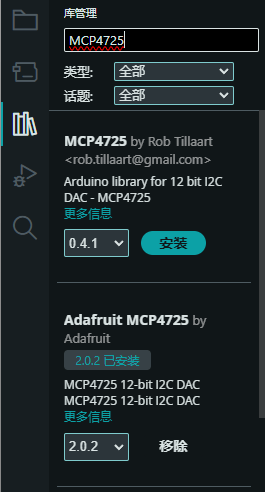 库管理
MCP4725
类型: 全部
话题: 全部
MCP4725 by Rob Tillaart
<rob.tillaart@gmail.com>
Arduino library for 12 bit I2C
DAC - MCP4725
更多信息
0.4.1 安装
Adafruit MCP4725 by
Adafruit
2.0.2 已安装
MCP4725 12-bit I2C DAC
MCP4725 12-bit I2C DAC
更多信息
2.0.2 移除